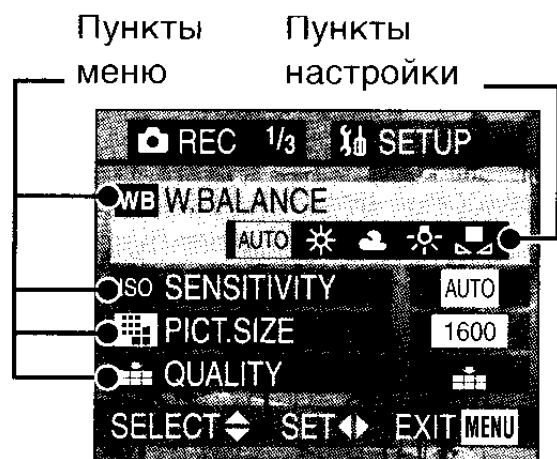 Пункты меню
Пункты настройки
REC 1/3 SETUP
WB W.BALANCE
AUTO
ISO SENSITIVITY AUTO
PICT.SIZE 1600
QUALITY
SELECT SET EXIT MENU